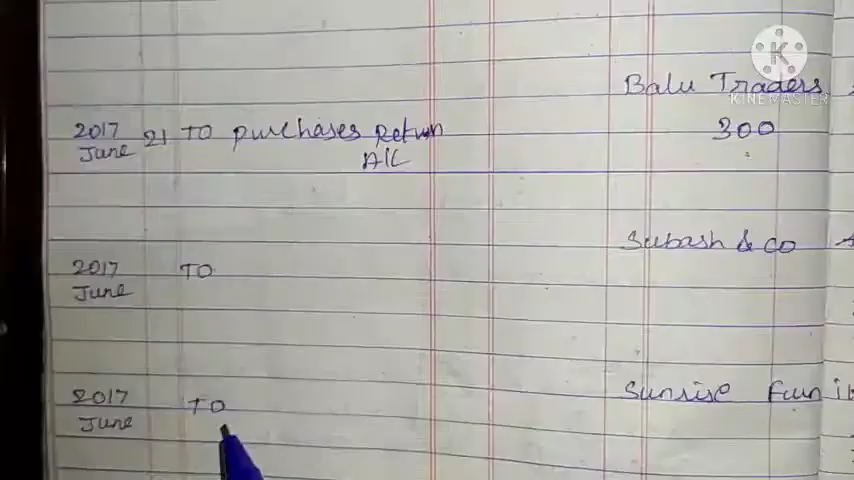 Balu Traders
KINEMASTER
2017 21 TO purchases Return 300
June A/C
Subash & CO
2017 TO
June
Sunrise Furni
2017 TO
June